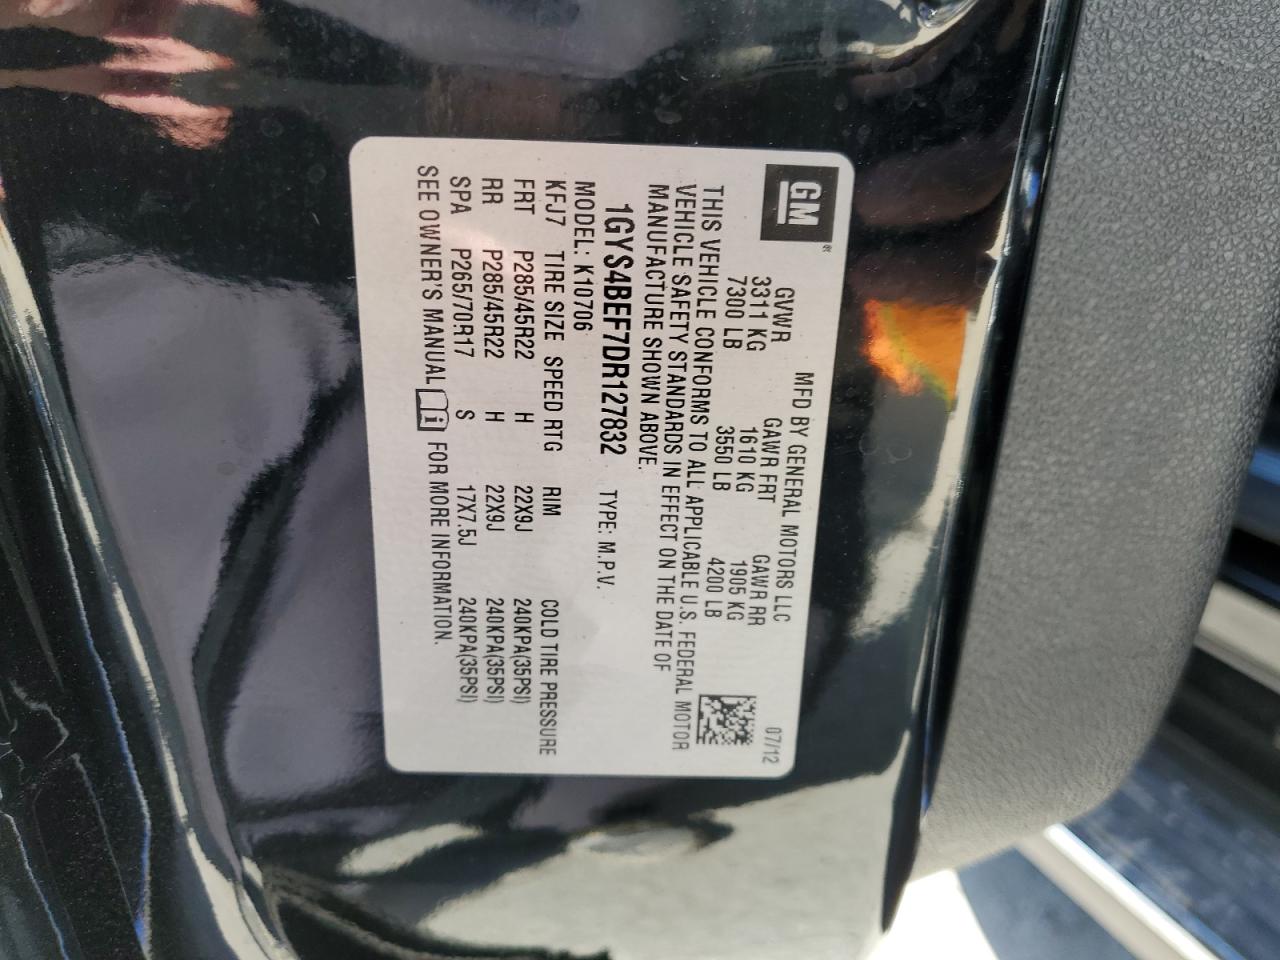 GM
MFD BY GENERAL MOTORS LLC 07/12
GVWR GAWR FRT GAWR RR
3311 KG 1610 KG 1905 KG
7300 LB 3550 LB 4200 LB
THIS VEHICLE CONFORMS TO ALL APPLICABLE U.S. FEDERAL MOTOR
VEHICLE SAFETY STANDARDS IN EFFECT ON THE DATE OF
MANUFACTURE SHOWN ABOVE.
1GYS4BEF7DR127832 TYPE: M.P.V.
MODEL: K10706
KFJ7 TIRE SIZE SPEED RTG RIM COLD TIRE PRESSURE
FRT P285/45R22 H 22X9J 240KPA(35PSI)
RR P285/45R22 H 22X9J 240KPA(35PSI)
SPA P265/70R17 S 17X7.5J 240KPA(35PSI)
SEE OWNER'S MANUAL i FOR MORE INFORMATION.